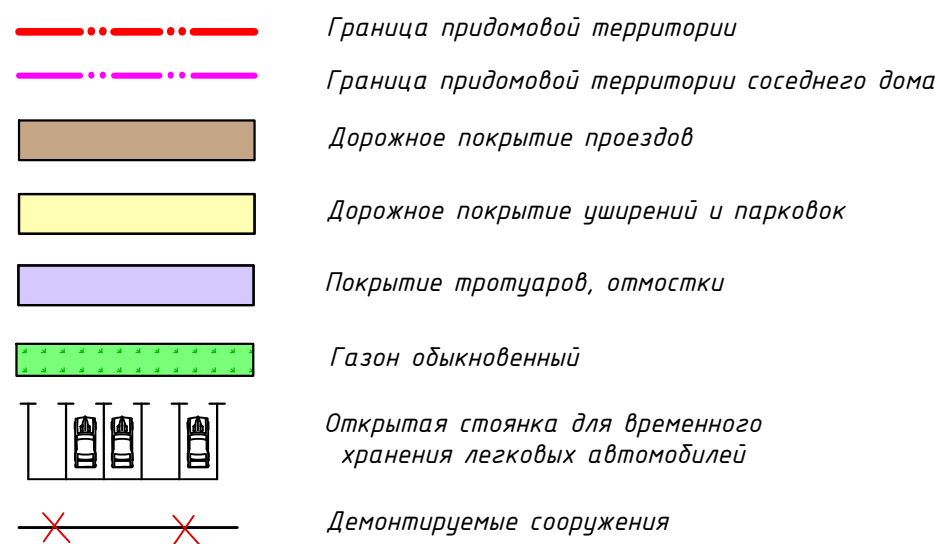 Граница придомовой территории
Граница придомовой территории соседнего дома
Дорожное покрытие проездов
Дорожное покрытие уширений и парковок
Покрытие тротуаров, отмостки
Газон обыкновенный
Открытая стоянка для временного
хранения легковых автомобилей
Демонтируемые сооружения